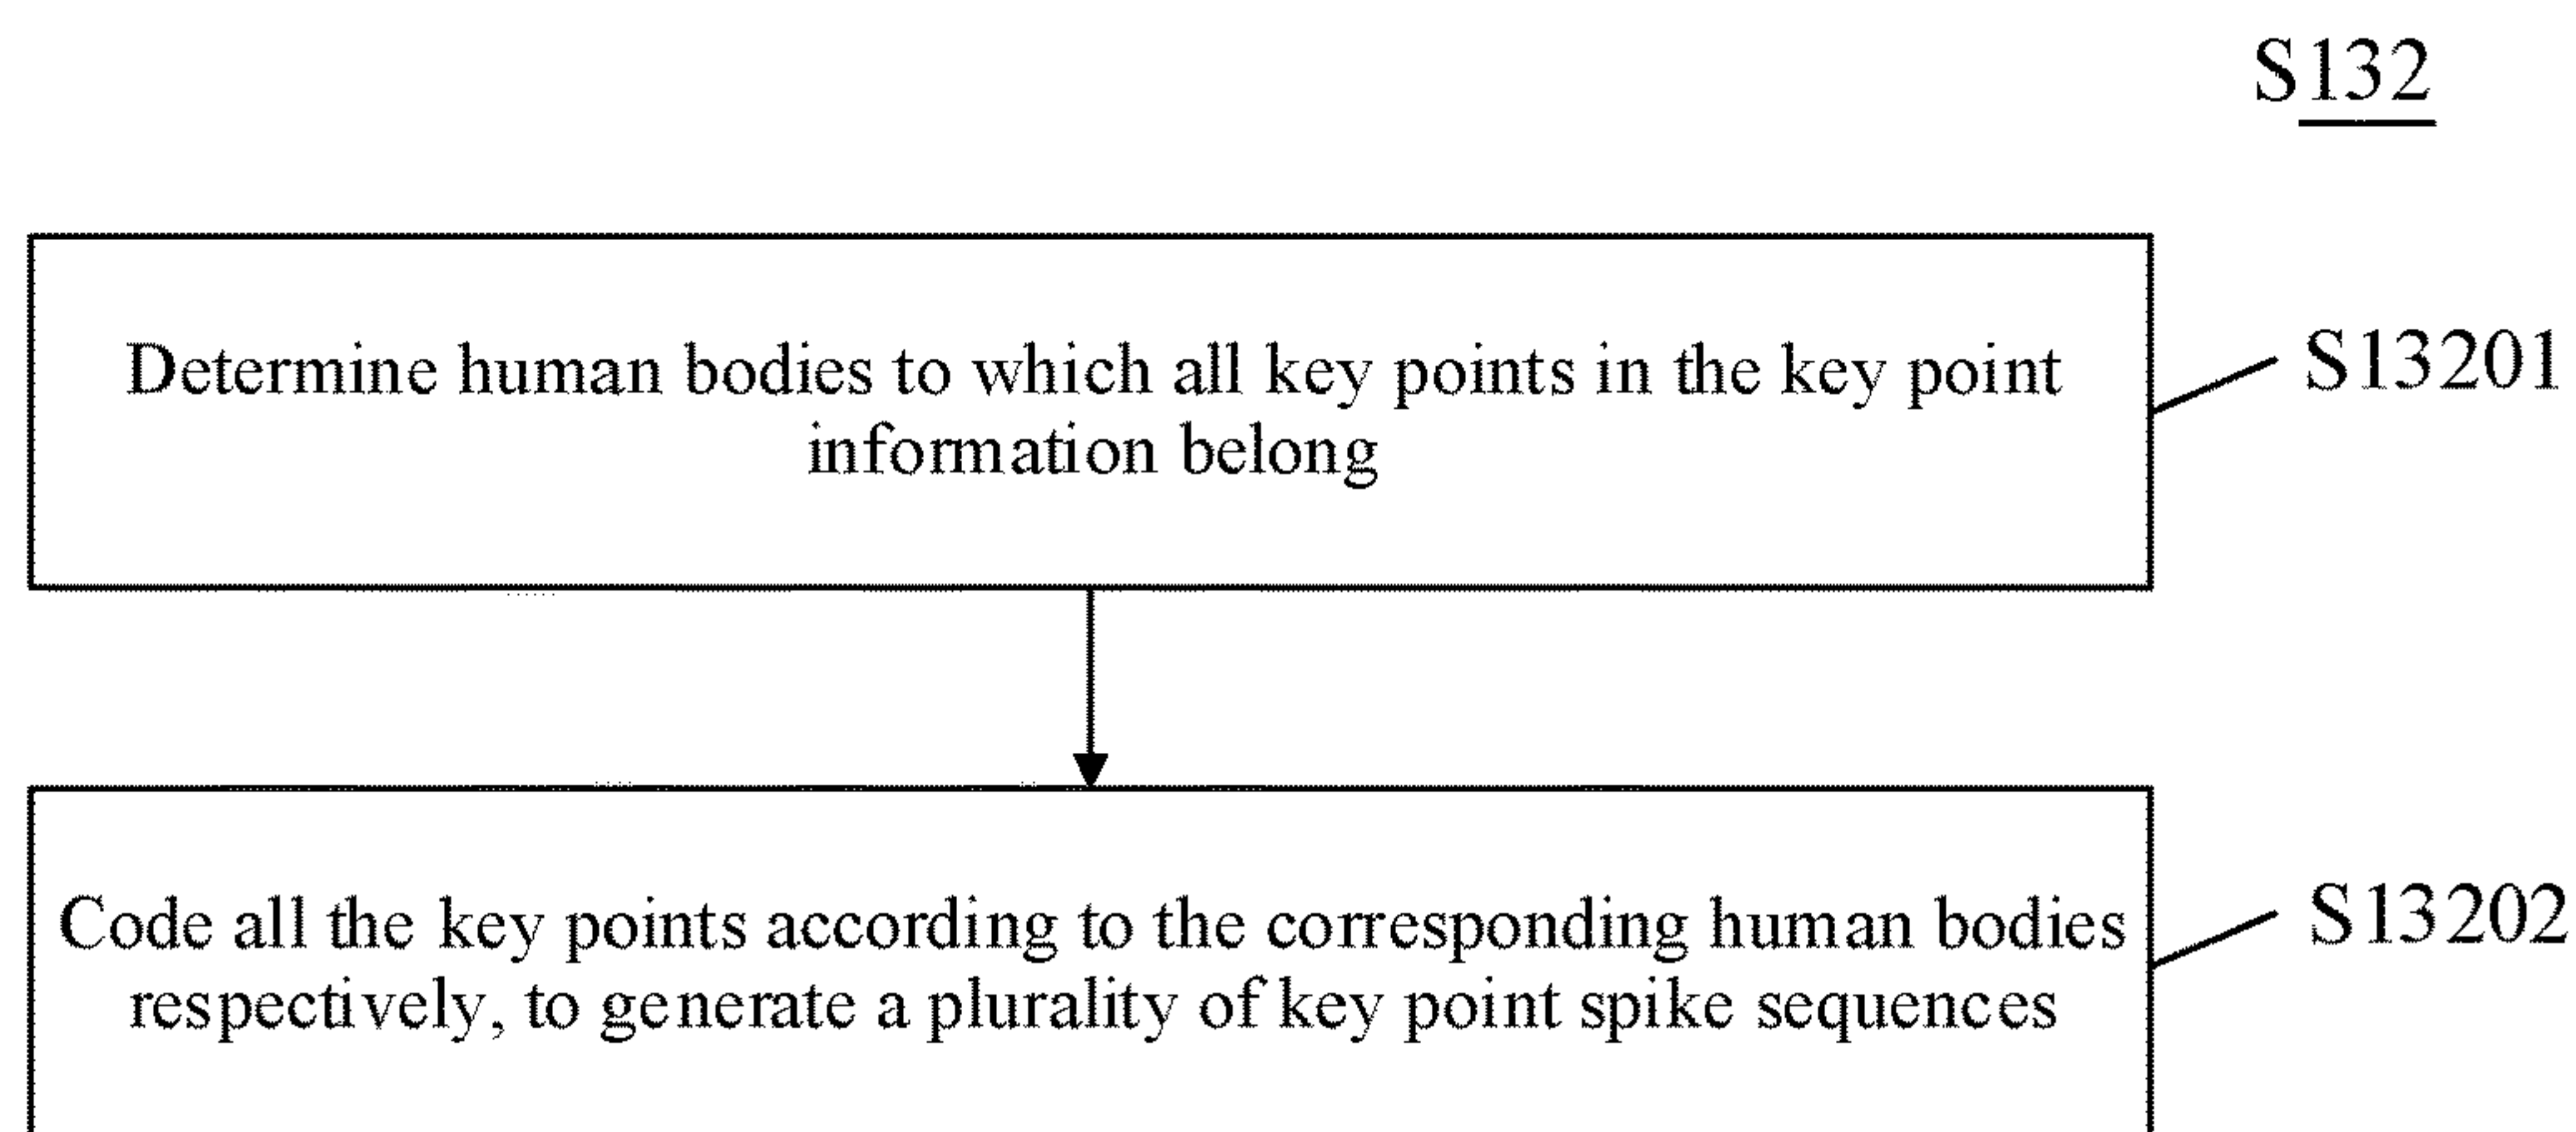 S132
Determine human bodies to which all key points in the key point
information belong
S13201
Code all the key points according to the corresponding human bodies
respectively, to generate a plurality of key point spike sequences
S13202